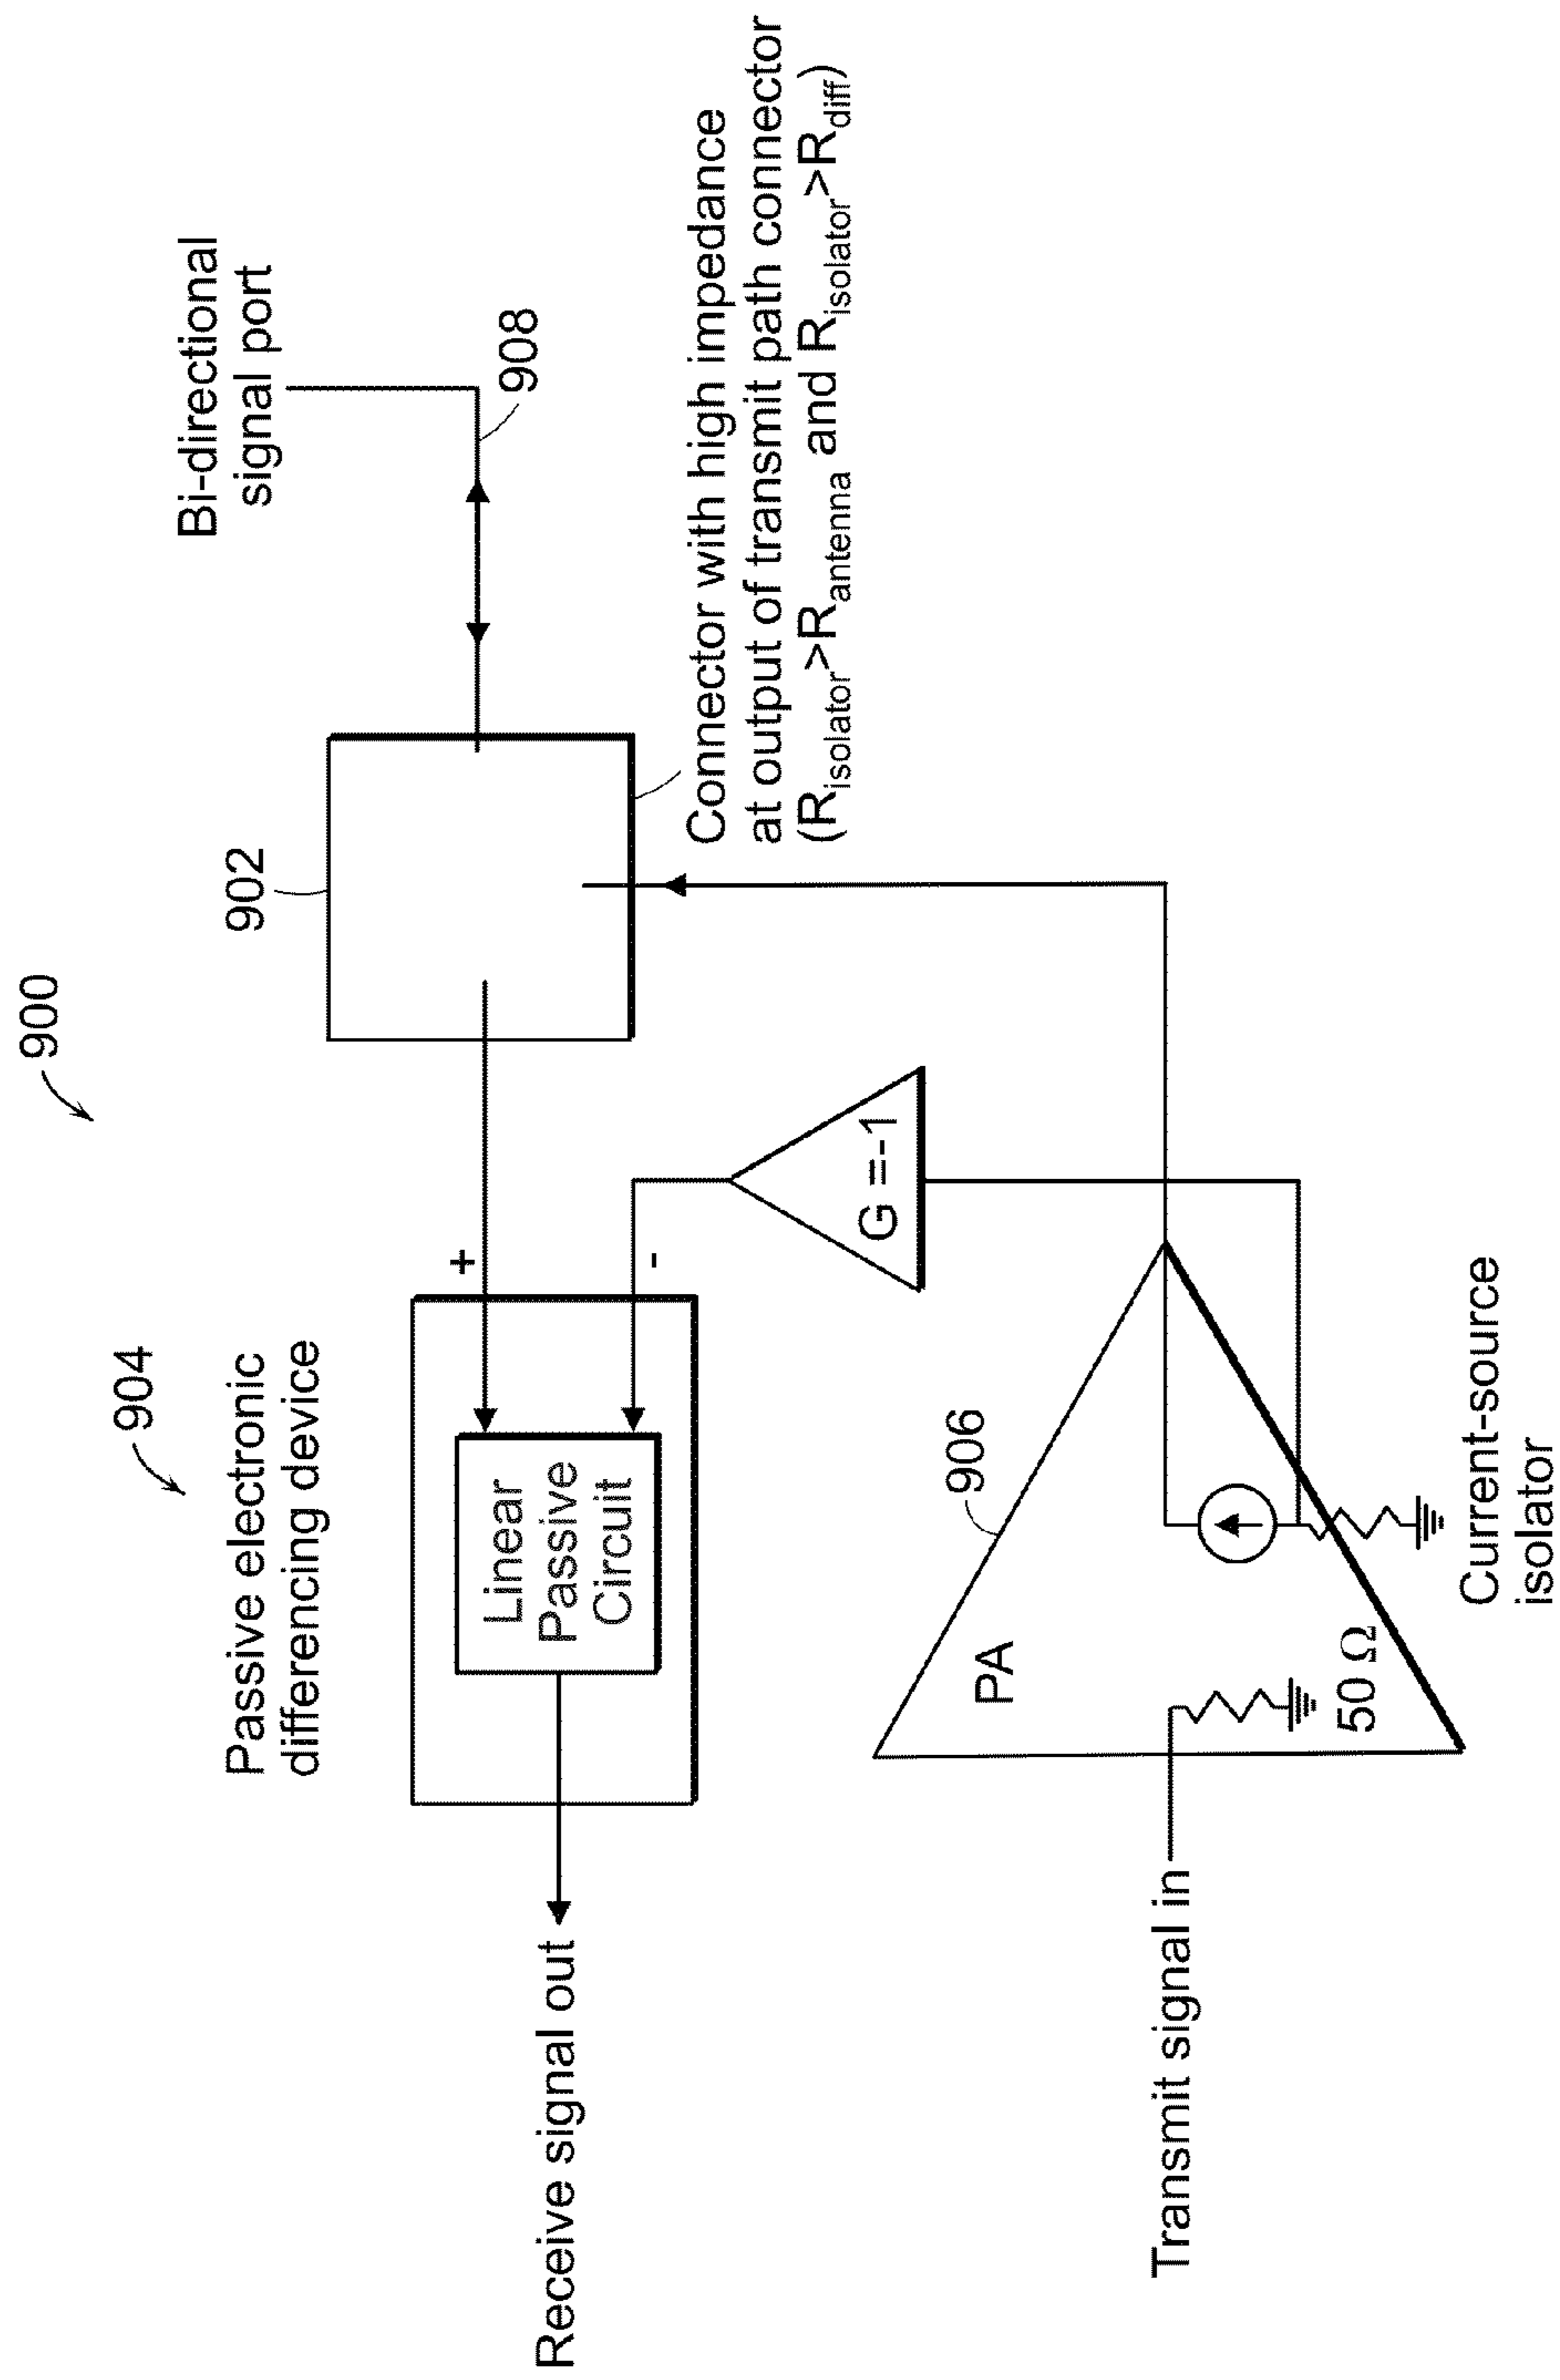 900
904
Passive electronic
differencing device
902
Bi-directional
signal port
908
+
-
Linear
Passive
Circuit
Receive signal out
Connector with high impedance
at output of transmit path connector
(Risolator>Rantenna and Risolator>Rdiff)
G =-1
906
PA
Transmit signal in
50 Ω
Current-source
isolator